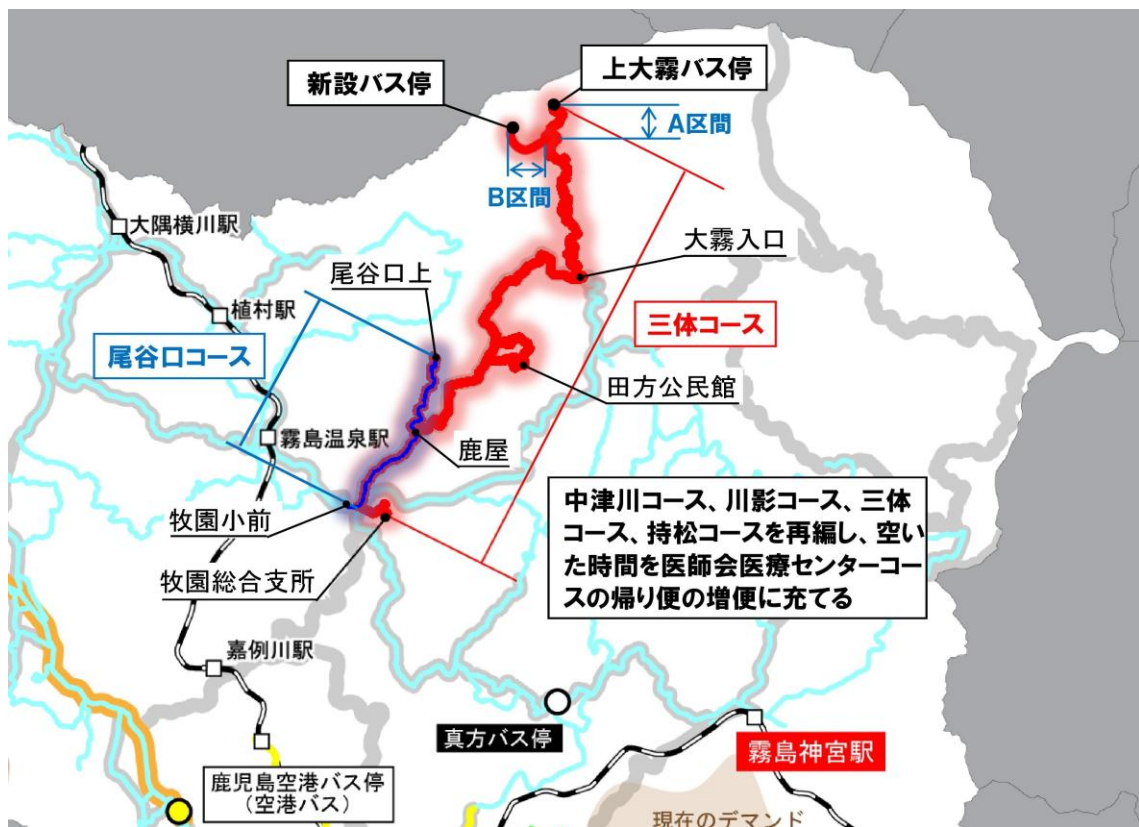 新設バス停
上大霧バス停
A区間
B区間
大隅横川駅
大霧入口
尾谷口上
植村駅
三体コース
尾谷口コース
田方公民館
霧島温泉駅
鹿屋
牧園小前
牧園総合支所
中津川コース、川影コース、三体
コース、持松コースを再編し、空い
た時間を医師会医療センターコー
スの帰り便の増便に充てる
嘉例川駅
真方バス停
霧島神宮駅
鹿児島空港バス停
（空港バス）
現在のデマンド